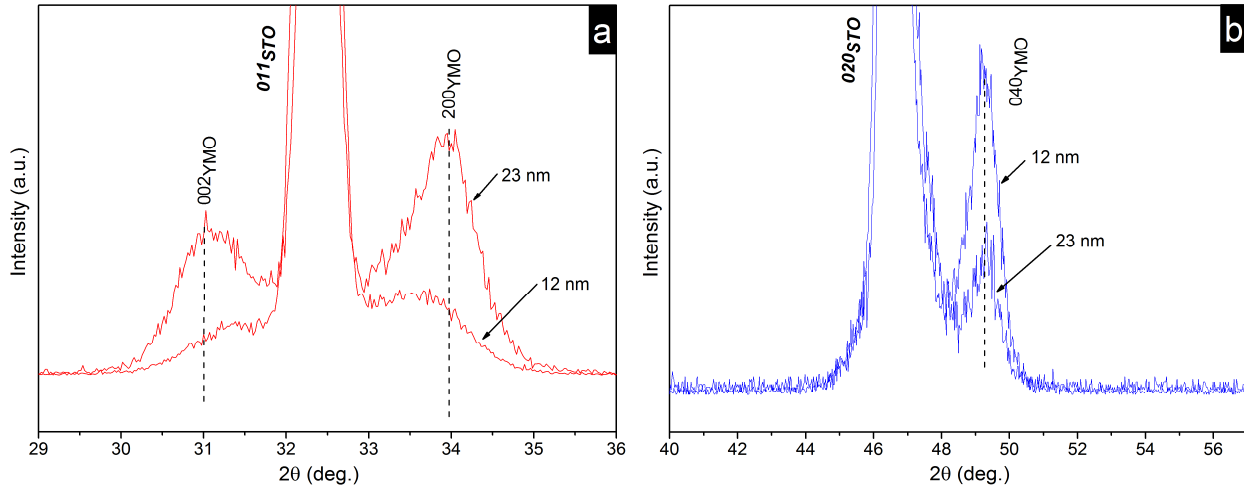 a
011STO
002YMO
200YMO
23 nm
12 nm
Intensity (a.u.)
29 30 31 32 33 34 35 36
2θ (deg.)
b
020STO
040YMO
12 nm
23 nm
Intensity (a.u.)
40 42 44 46 48 50 52 54 56
2θ (deg.)